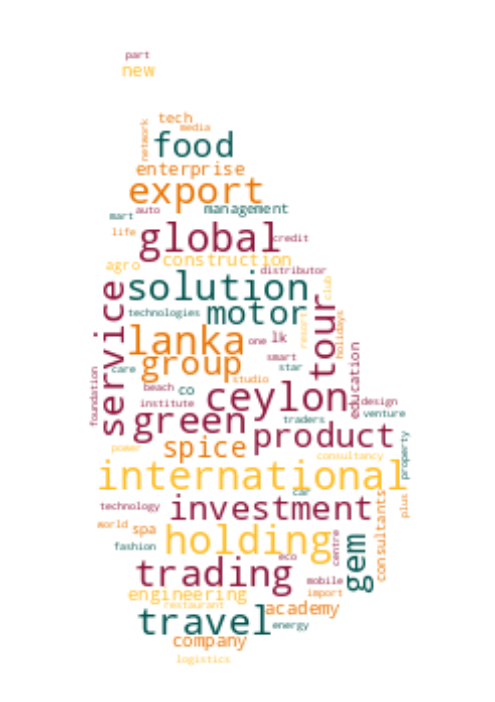 part
new
tech
media
network
food
enterprise
export
auto
management
mart
life
global
credit
construction
agro
distributor
solution
club
service
technologies
motor
tour
resort
holidays
lanka
one
lk
group
smart
star
care
studio
education
foundation
beach
co
ceylon
design
institute
green
traders
venture
product
spice
power
consultancy
property
international
car
plus
technology
investment
consultants
world
spa
holding
fashion
centre
gem
eco
trading
mobile
engineering
import
restaurant
academy
travel
energy
company
logistics